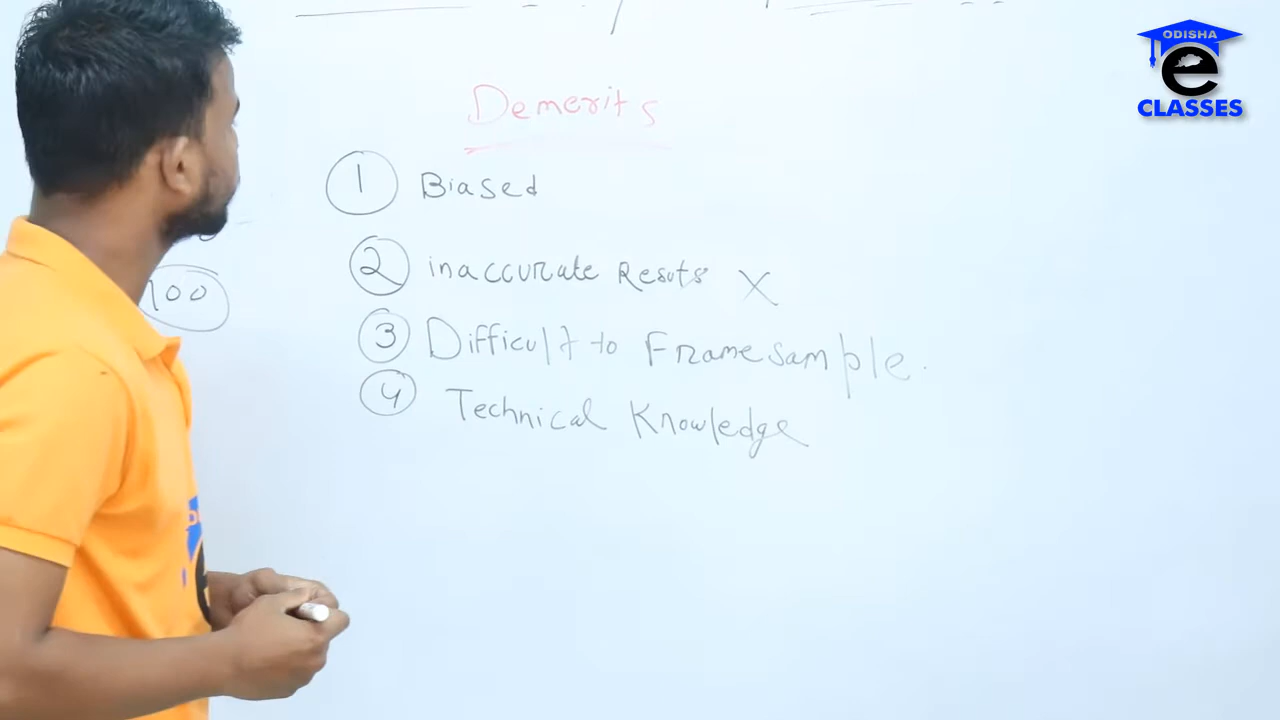 ODISHA
e
CLASSES
Demerits
1 Biased
100
2 inaccurate Resuts X
3 Difficult to Frame sample.
4 Technical Knowledge